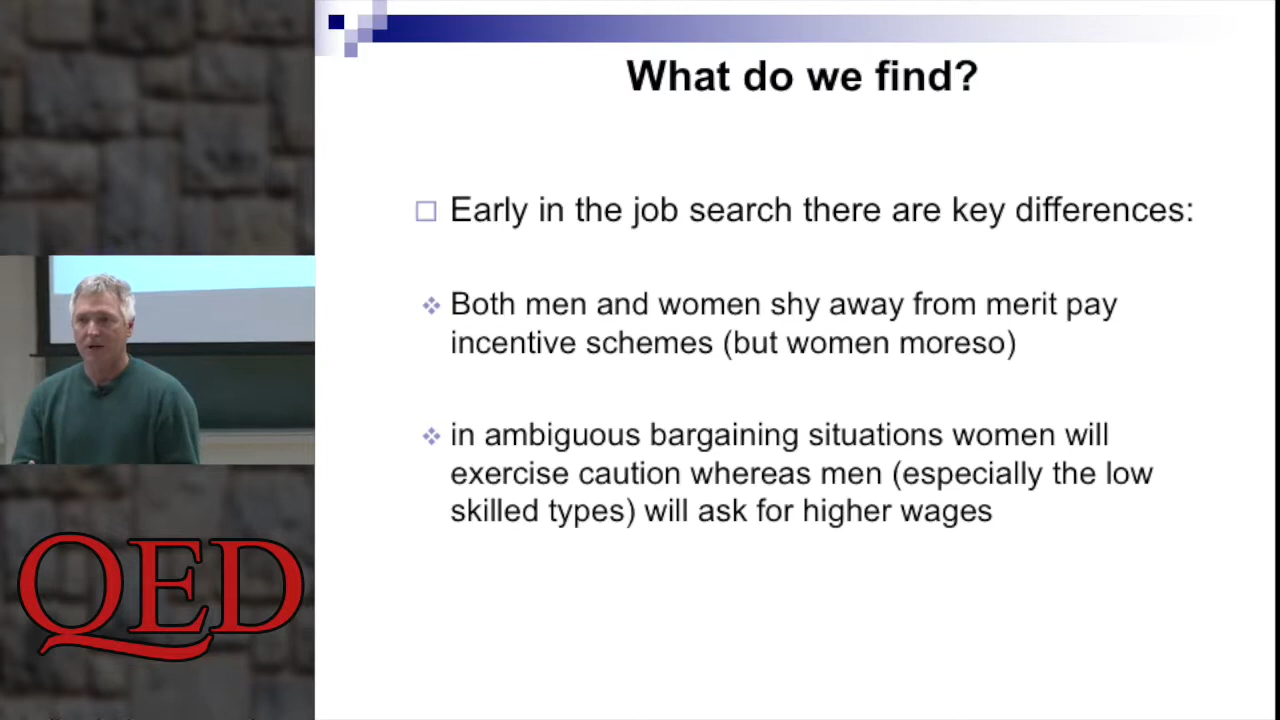 What do we find?
Early in the job search there are key differences:
Both men and women shy away from merit pay
incentive schemes (but women moreso)
in ambiguous bargaining situations women will
exercise caution whereas men (especially the low
skilled types) will ask for higher wages
QED